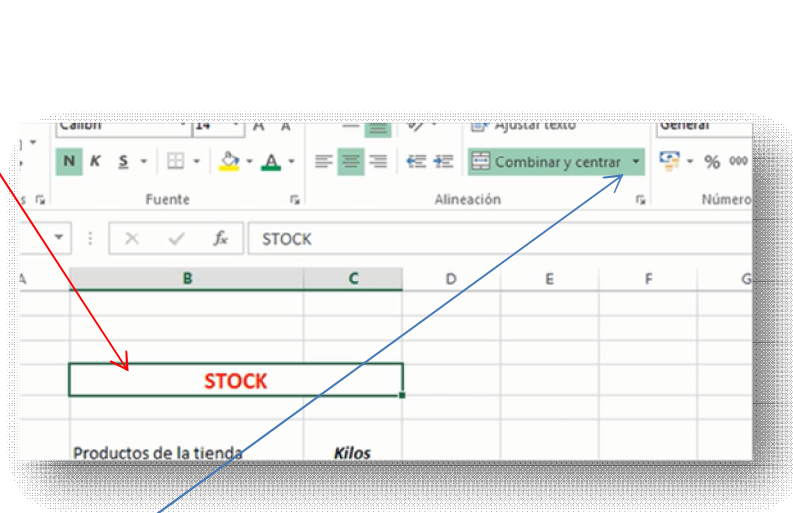 Calibri 14 A A Ajustar texto General
N K S A Combinar y centrar % 000
s Fuente Alineación Número
fx STOCK
A B C D E F G
STOCK
Productos de la tienda Kilos